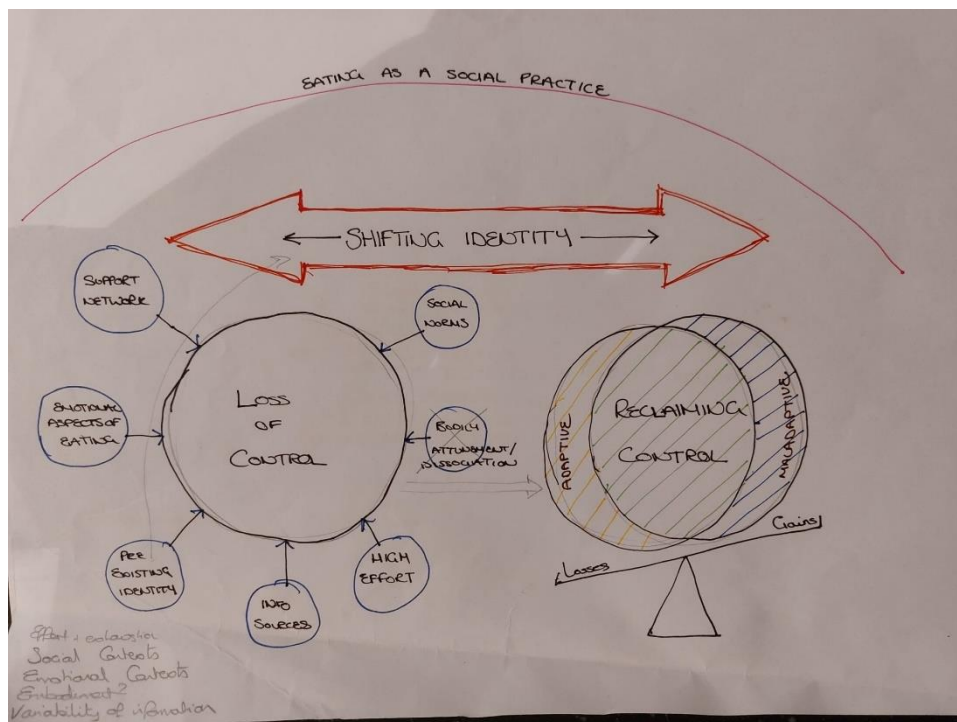 EATING AS A SOCIAL PRACTICE
SHIFTING IDENTITY
SUPPORT
NETWORK
SOCIAL
NORMS
EMOTIONAL
ASPECTS OF
EATING
LOSS
OF
CONTROL
BODILY
ATTUNEMENT/
DISSOCIATION
ADAPTIVE
RECLAIMING
CONTROL
MALADAPTIVE
PRE
EXISTING
IDENTITY
INFO
SOURCES
HIGH
EFFORT
Losses
Gains
Effort + exhaustion
Social Contexts
Emotional Contexts
Embodiment?
Variability of information